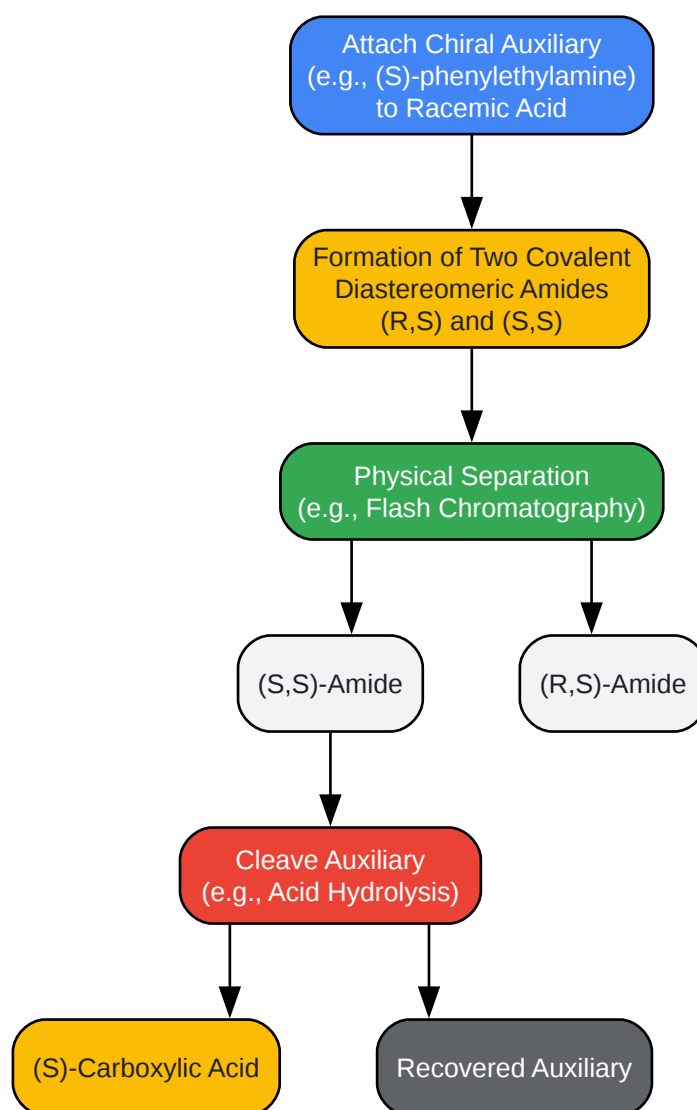 Attach Chiral Auxiliary
(e.g., (S)-phenylethylamine)
to Racemic Acid
Formation of Two Covalent
Diastereomeric Amides
(R,S) and (S,S)
Physical Separation
(e.g., Flash Chromatography)
(S,S)-Amide
(R,S)-Amide
Cleave Auxiliary
(e.g., Acid Hydrolysis)
(S)-Carboxylic Acid
Recovered Auxiliary